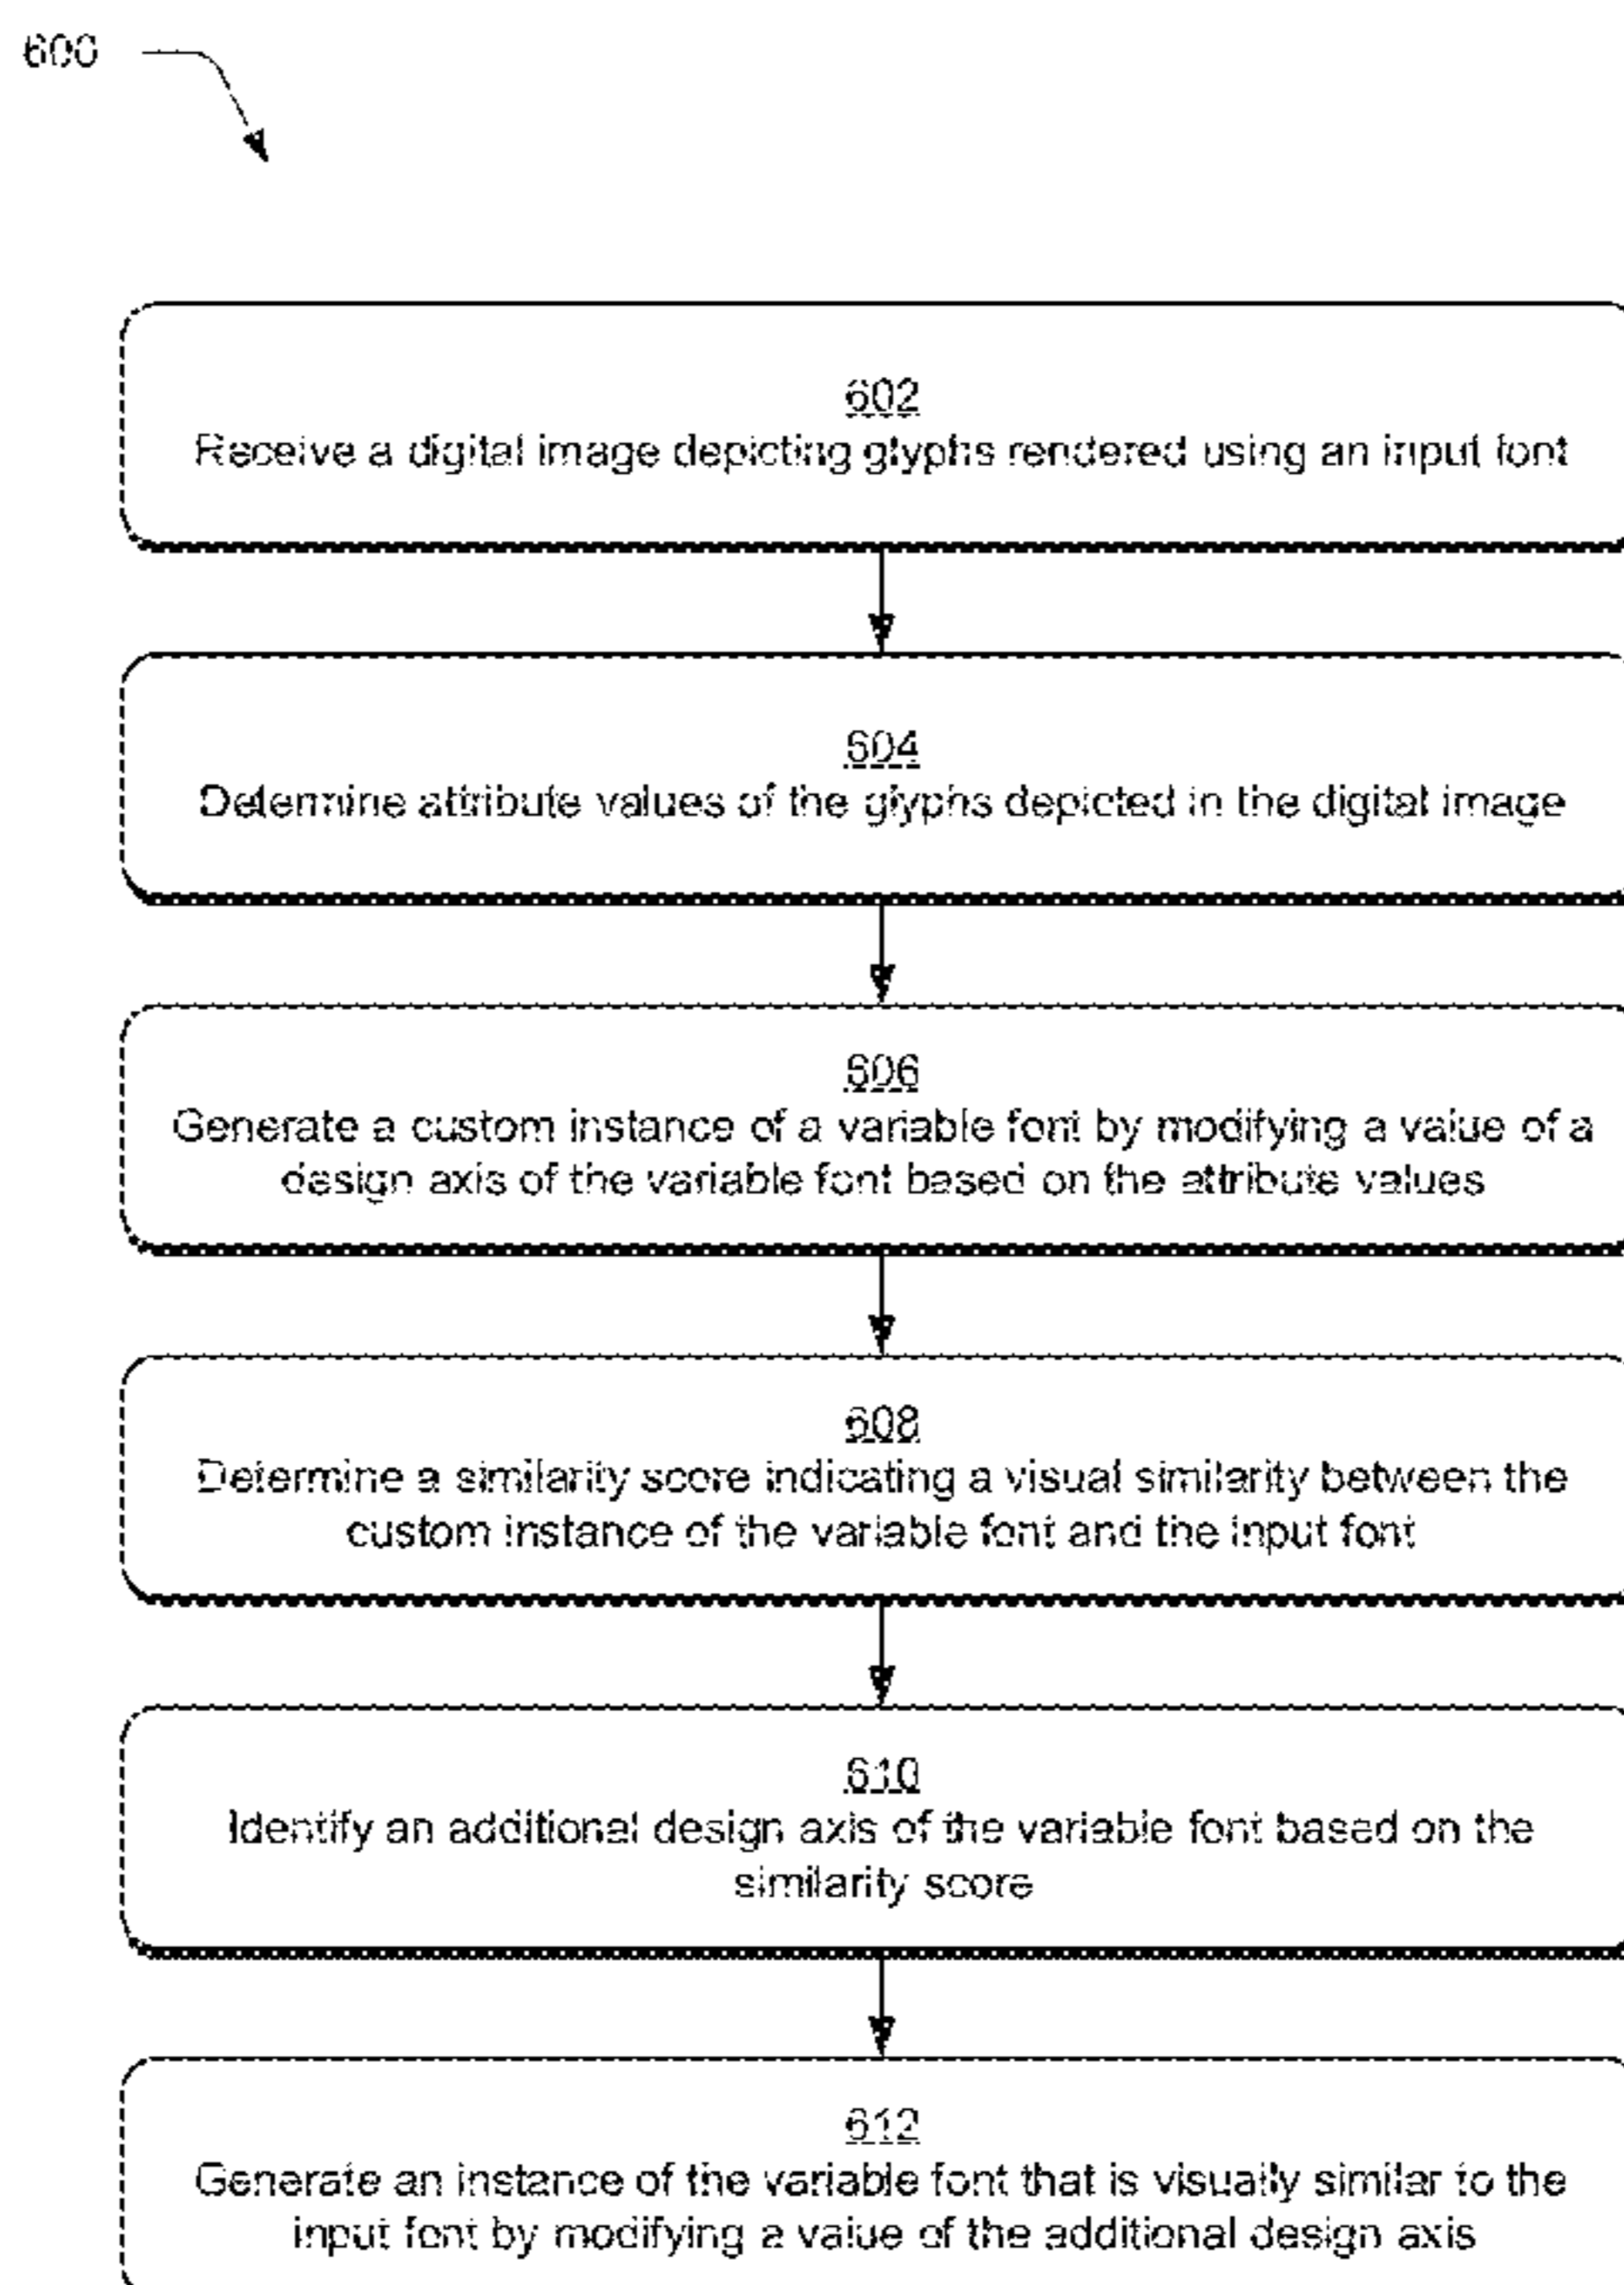 600
602
Receive a digital image depicting glyphs rendered using an input font
604
Determine attribute values of the glyphs depicted in the digital image
606
Generate a custom instance of a variable font by modifying a value of a
design axis of the variable font based on the attribute values
608
Determine a similarity score indicating a visual similarity between the
custom instance of the variable font and the input font
610
Identify an additional design axis of the variable font based on the
similarity score
612
Generate an instance of the variable font that is visually similar to the
input font by modifying a value of the additional design axis